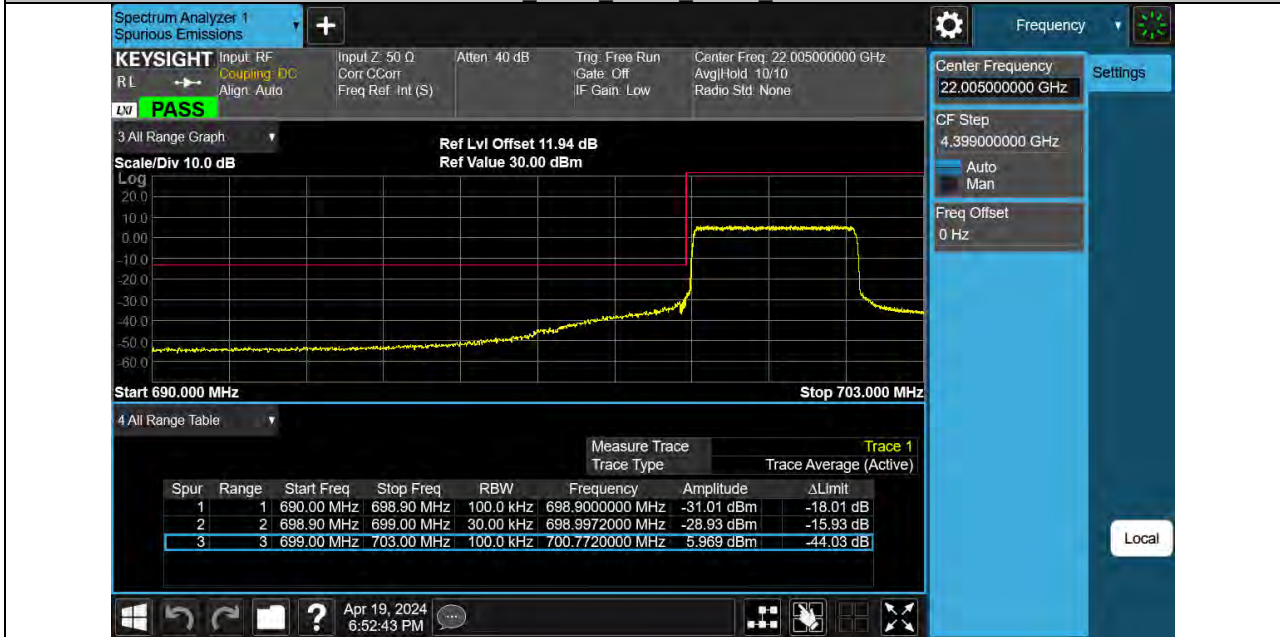 Spectrum Analyzer 1
Spurious Emissions
+
Frequency
KEYSIGHT
RL
LXI PASS
Input: RF
Coupling: DC
Align: Auto
Input Z: 50 Ω
Corr CCorr
Freq Ref: Int (S)
Atten: 40 dB
Trig: Free Run
Gate: Off
IF Gain: Low
Center Freq: 22.005000000 GHz
Avg|Hold: 10/10
Radio Std: None
Center Frequency
22.005000000 GHz
Settings
CF Step
4.399000000 GHz
Auto
Man
Freq Offset
0 Hz
3 All Range Graph
Ref Lvl Offset 11.94 dB
Scale/Div 10.0 dB
Ref Value 30.00 dBm
Log
20.0
10.0
0.00
-10.0
-20.0
-30.0
-40.0
-50.0
-60.0
Start 690.000 MHz
Stop 703.000 MHz
4 All Range Table
Measure Trace Trace 1
Trace Type Trace Average (Active)
Spur Range Start Freq Stop Freq RBW Frequency Amplitude ΔLimit
1 1 690.00 MHz 698.90 MHz 100.0 kHz 698.9000000 MHz -31.01 dBm -18.01 dB
2 2 698.90 MHz 699.00 MHz 30.00 kHz 698.9972000 MHz -28.93 dBm -15.93 dB
3 3 699.00 MHz 703.00 MHz 100.0 kHz 700.7720000 MHz 5.969 dBm -44.03 dB
Local
?
Apr 19, 2024
6:52:43 PM